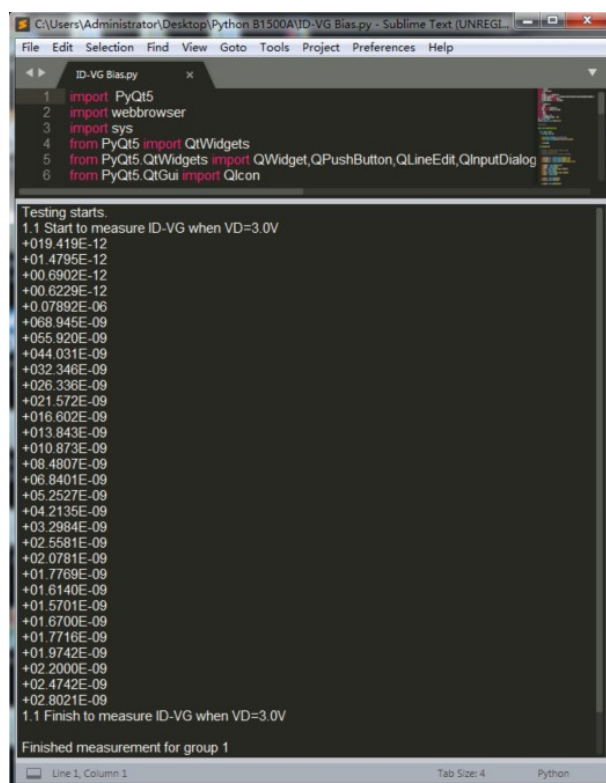 C:\Users\Administrator\Desktop\Python B1500A\ID-VG Bias.py - Sublime Text (UNREGI...
File Edit Selection Find View Goto Tools Project Preferences Help
ID-VG Bias.py ×
1 import PyQt5
2 import webbrowser
3 import sys
4 from PyQt5 import QtWidgets
5 from PyQt5.QtWidgets import QWidget,QPushButton,QLineEdit,QInputDialog
6 from PyQt5.QtGui import QIcon
Testing starts.
1.1 Start to measure ID-VG when VD=3.0V
+019.419E-12
+01.4795E-12
+00.6902E-12
+00.6229E-12
+0.07892E-06
+068.945E-09
+055.920E-09
+044.031E-09
+032.346E-09
+026.336E-09
+021.572E-09
+016.602E-09
+013.843E-09
+010.873E-09
+08.4807E-09
+06.8401E-09
+05.2527E-09
+04.2135E-09
+03.2984E-09
+02.5581E-09
+02.0781E-09
+01.7769E-09
+01.6140E-09
+01.5701E-09
+01.6700E-09
+01.7716E-09
+01.9742E-09
+02.2000E-09
+02.4742E-09
+02.8021E-09
1.1 Finish to measure ID-VG when VD=3.0V
Finished measurement for group 1
Line 1, Column 1 Tab Size: 4 Python